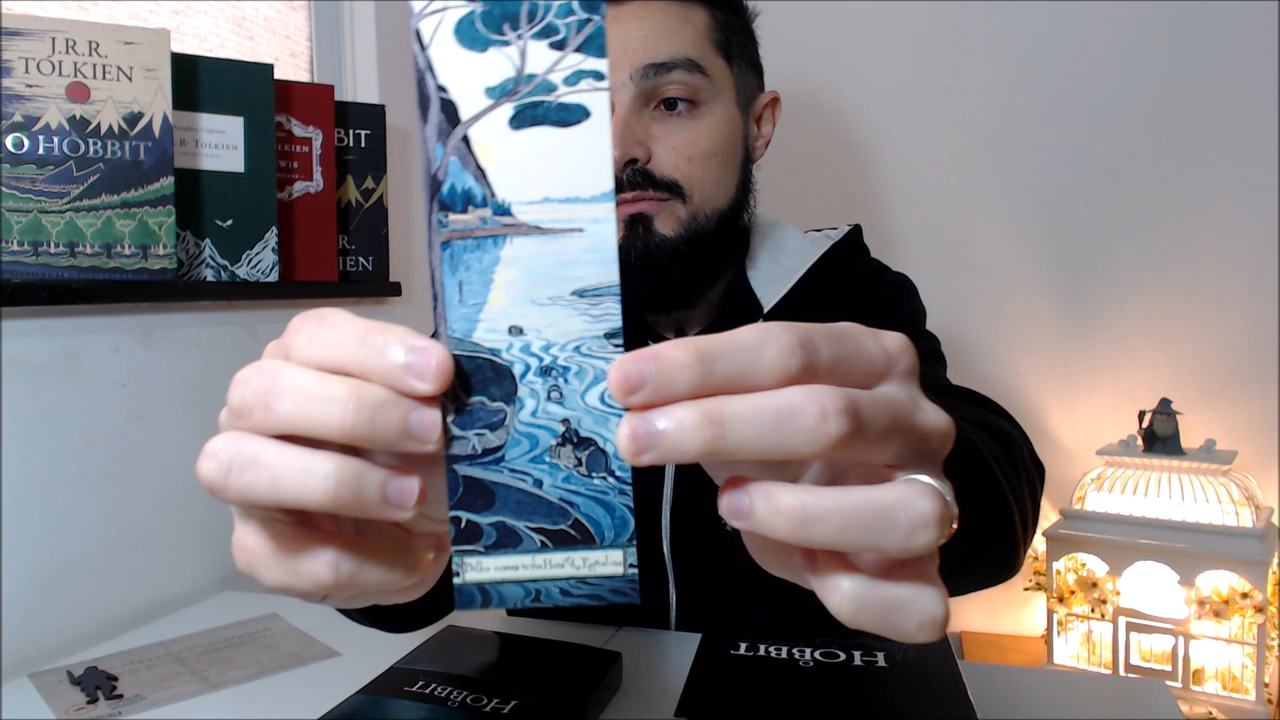 J.R.R.
TOLKIEN
O HOBBIT
R. TOLKIEN
LKIEN
WIS
BIT
R.
IEN
Bilbo comes to the Huts of the Raft-elves
O
HOBBIT
O
HOBBIT